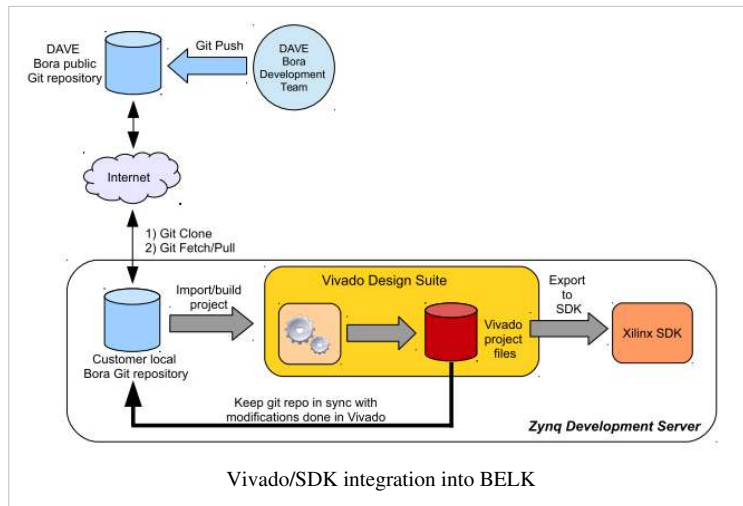 DAVE
Bora public
Git repository
Git Push
DAVE
Bora
Development
Team
Internet
1) Git Clone
2) Git Fetch/Pull
Import/build
project
Vivado Design Suite
Export
to
SDK
Vivado
project
files
Xilinx SDK
Customer local
Bora Git repository
Keep git repo in sync with
modifications done in Vivado
Zynq Development Server
Vivado/SDK integration into BELK